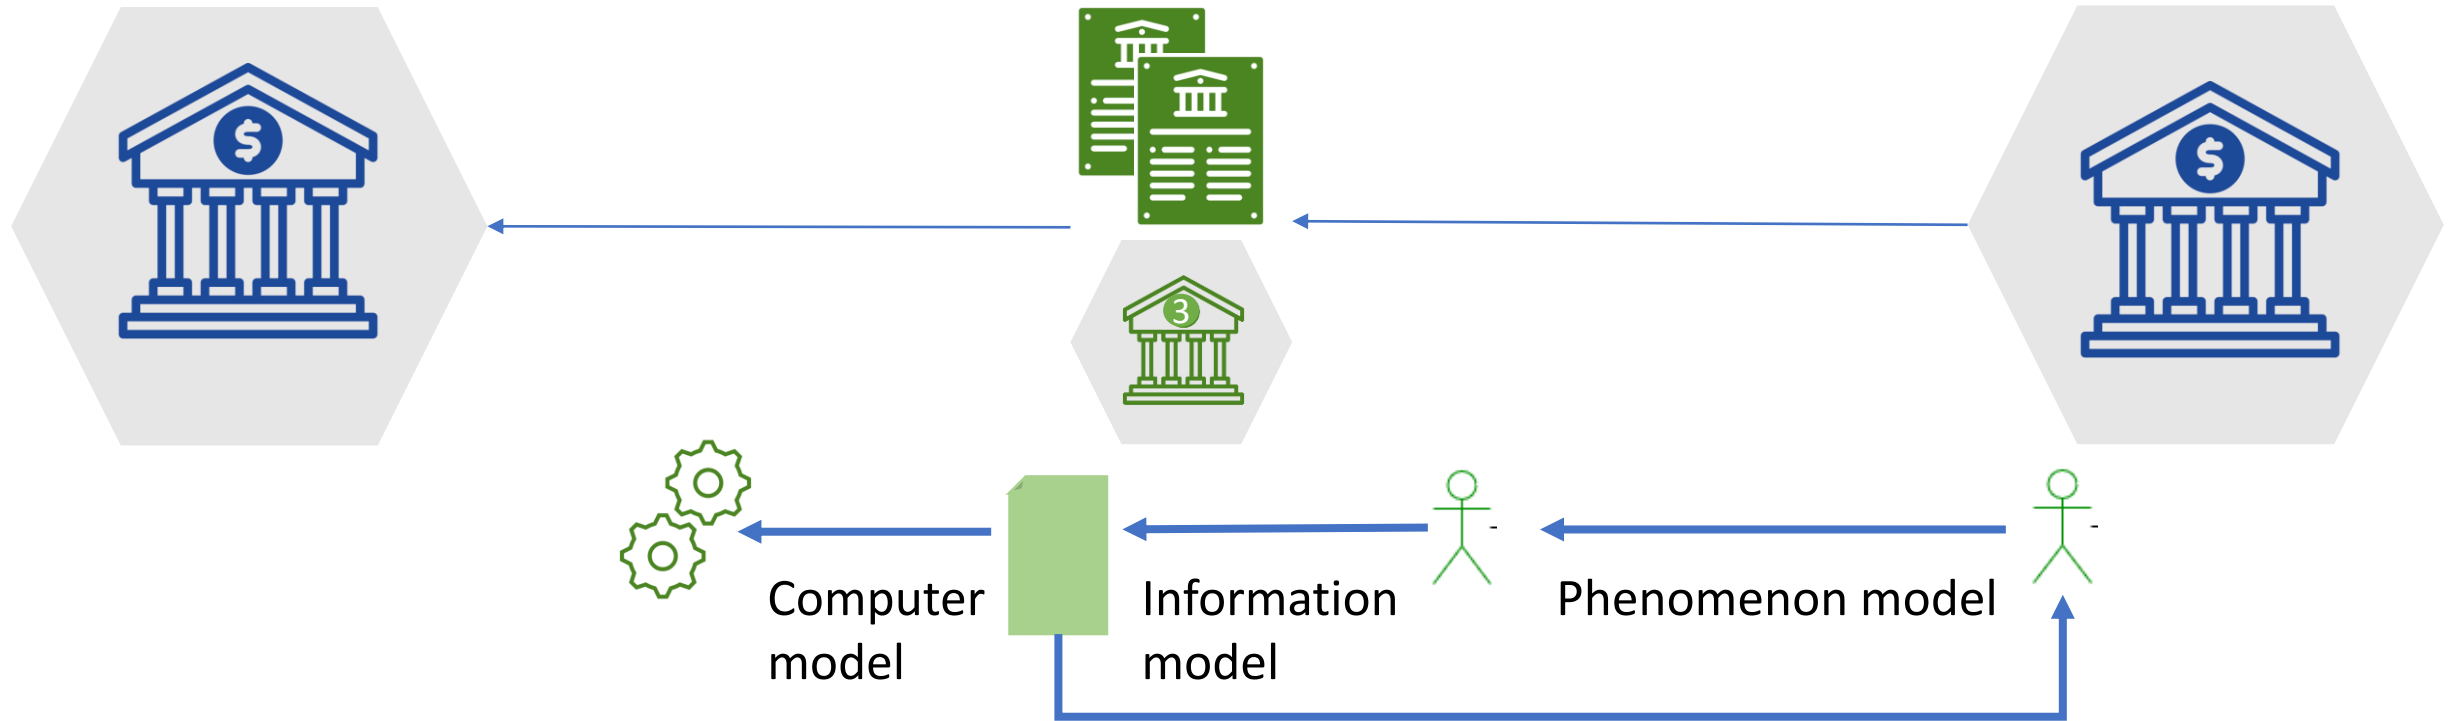 $
$
3
Computer
model
Information
model
Phenomenon model